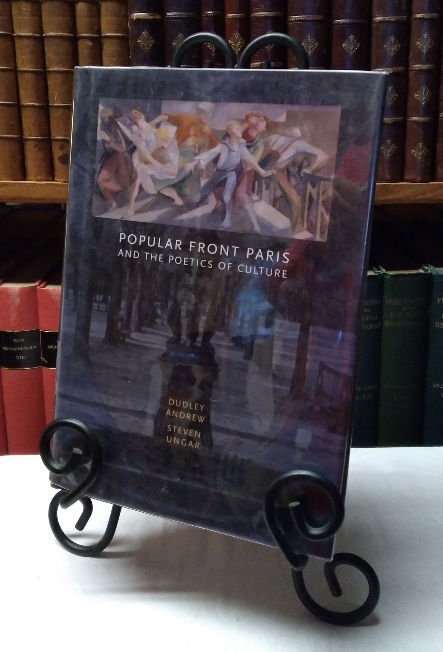 POPULAR FRONT PARIS
AND THE POETICS OF CULTURE
DUDLEY
ANDREW
STEVEN
UNGAR